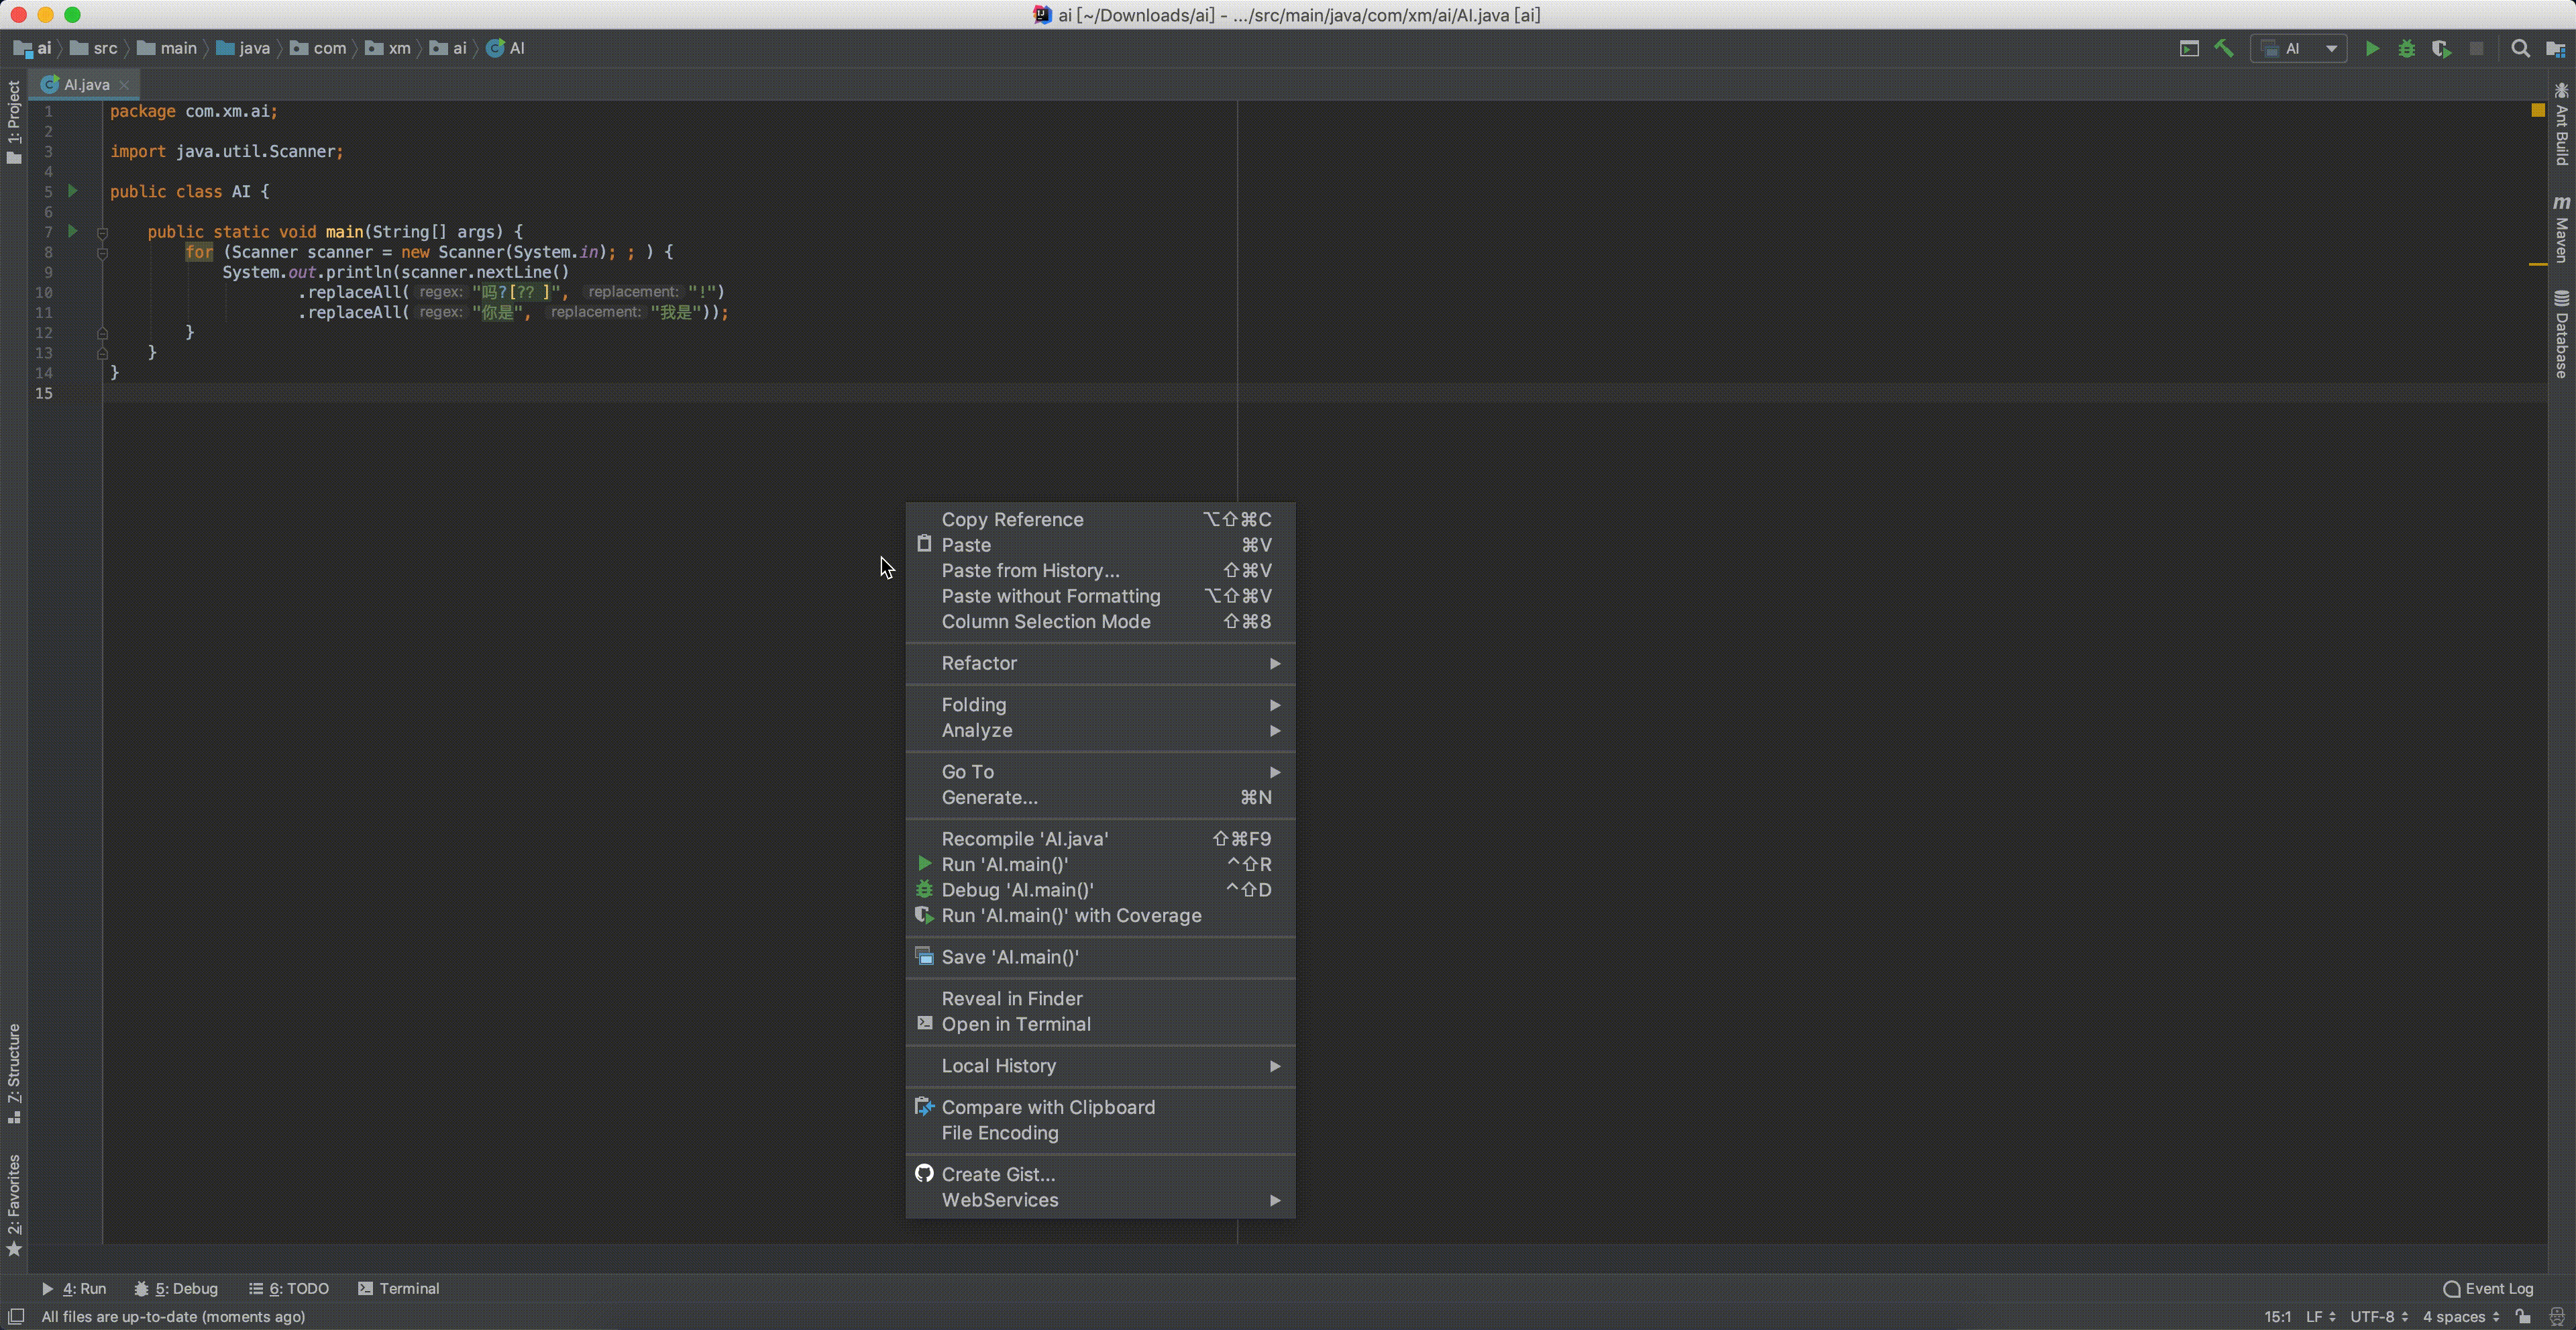 ai [~/Downloads/ai] - .../src/main/java/com/xm/ai/AI.java [ai]
ai src main java com xm ai AI
AI
AI.java
1: Project
7: Structure
2: Favorites
1 package com.xm.ai;
2
3 import java.util.Scanner;
4
5 public class AI {
6
7 public static void main(String[] args) {
8 for (Scanner scanner = new Scanner(System.in); ; ) {
9 System.out.println(scanner.nextLine()
10 .replaceAll( regex: "吗?[?? ]", replacement: "!")
11 .replaceAll( regex: "你是", replacement: "我是"));
12 }
13 }
14 }
15
Ant Build
m Maven
Database
Copy Reference ⌥⇧⌘C
Paste ⌘V
Paste from History... ⇧⌘V
Paste without Formatting ⌥⇧⌘V
Column Selection Mode ⇧⌘8
Refactor
Folding
Analyze
Go To
Generate... ⌘N
Recompile 'AI.java' ⇧⌘F9
Run 'AI.main()' ^⇧R
Debug 'AI.main()' ^⇧D
Run 'AI.main()' with Coverage
Save 'AI.main()'
Reveal in Finder
Open in Terminal
Local History
Compare with Clipboard
File Encoding
Create Gist...
WebServices
4: Run 5: Debug 6: TODO Terminal Event Log
All files are up-to-date (moments ago) 15:1 LF UTF-8 4 spaces